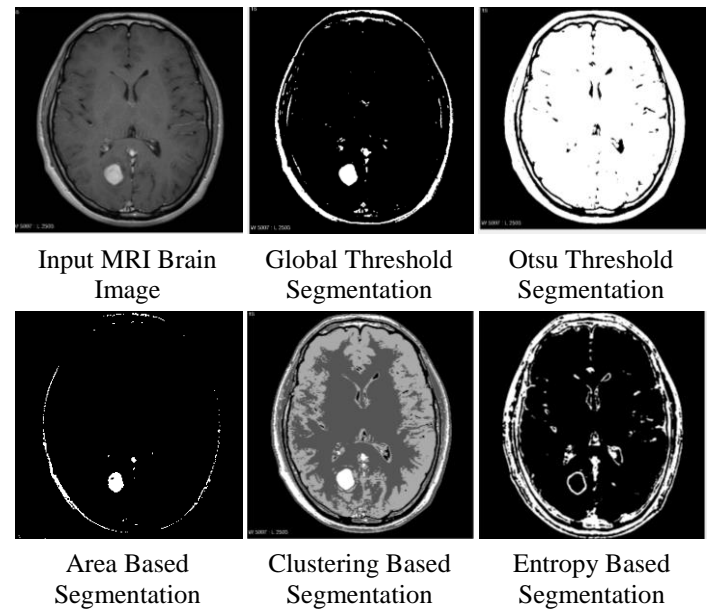 Input MRI Brain
Image
Global Threshold
Segmentation
Otsu Threshold
Segmentation
Area Based
Segmentation
Clustering Based
Segmentation
Entropy Based
Segmentation